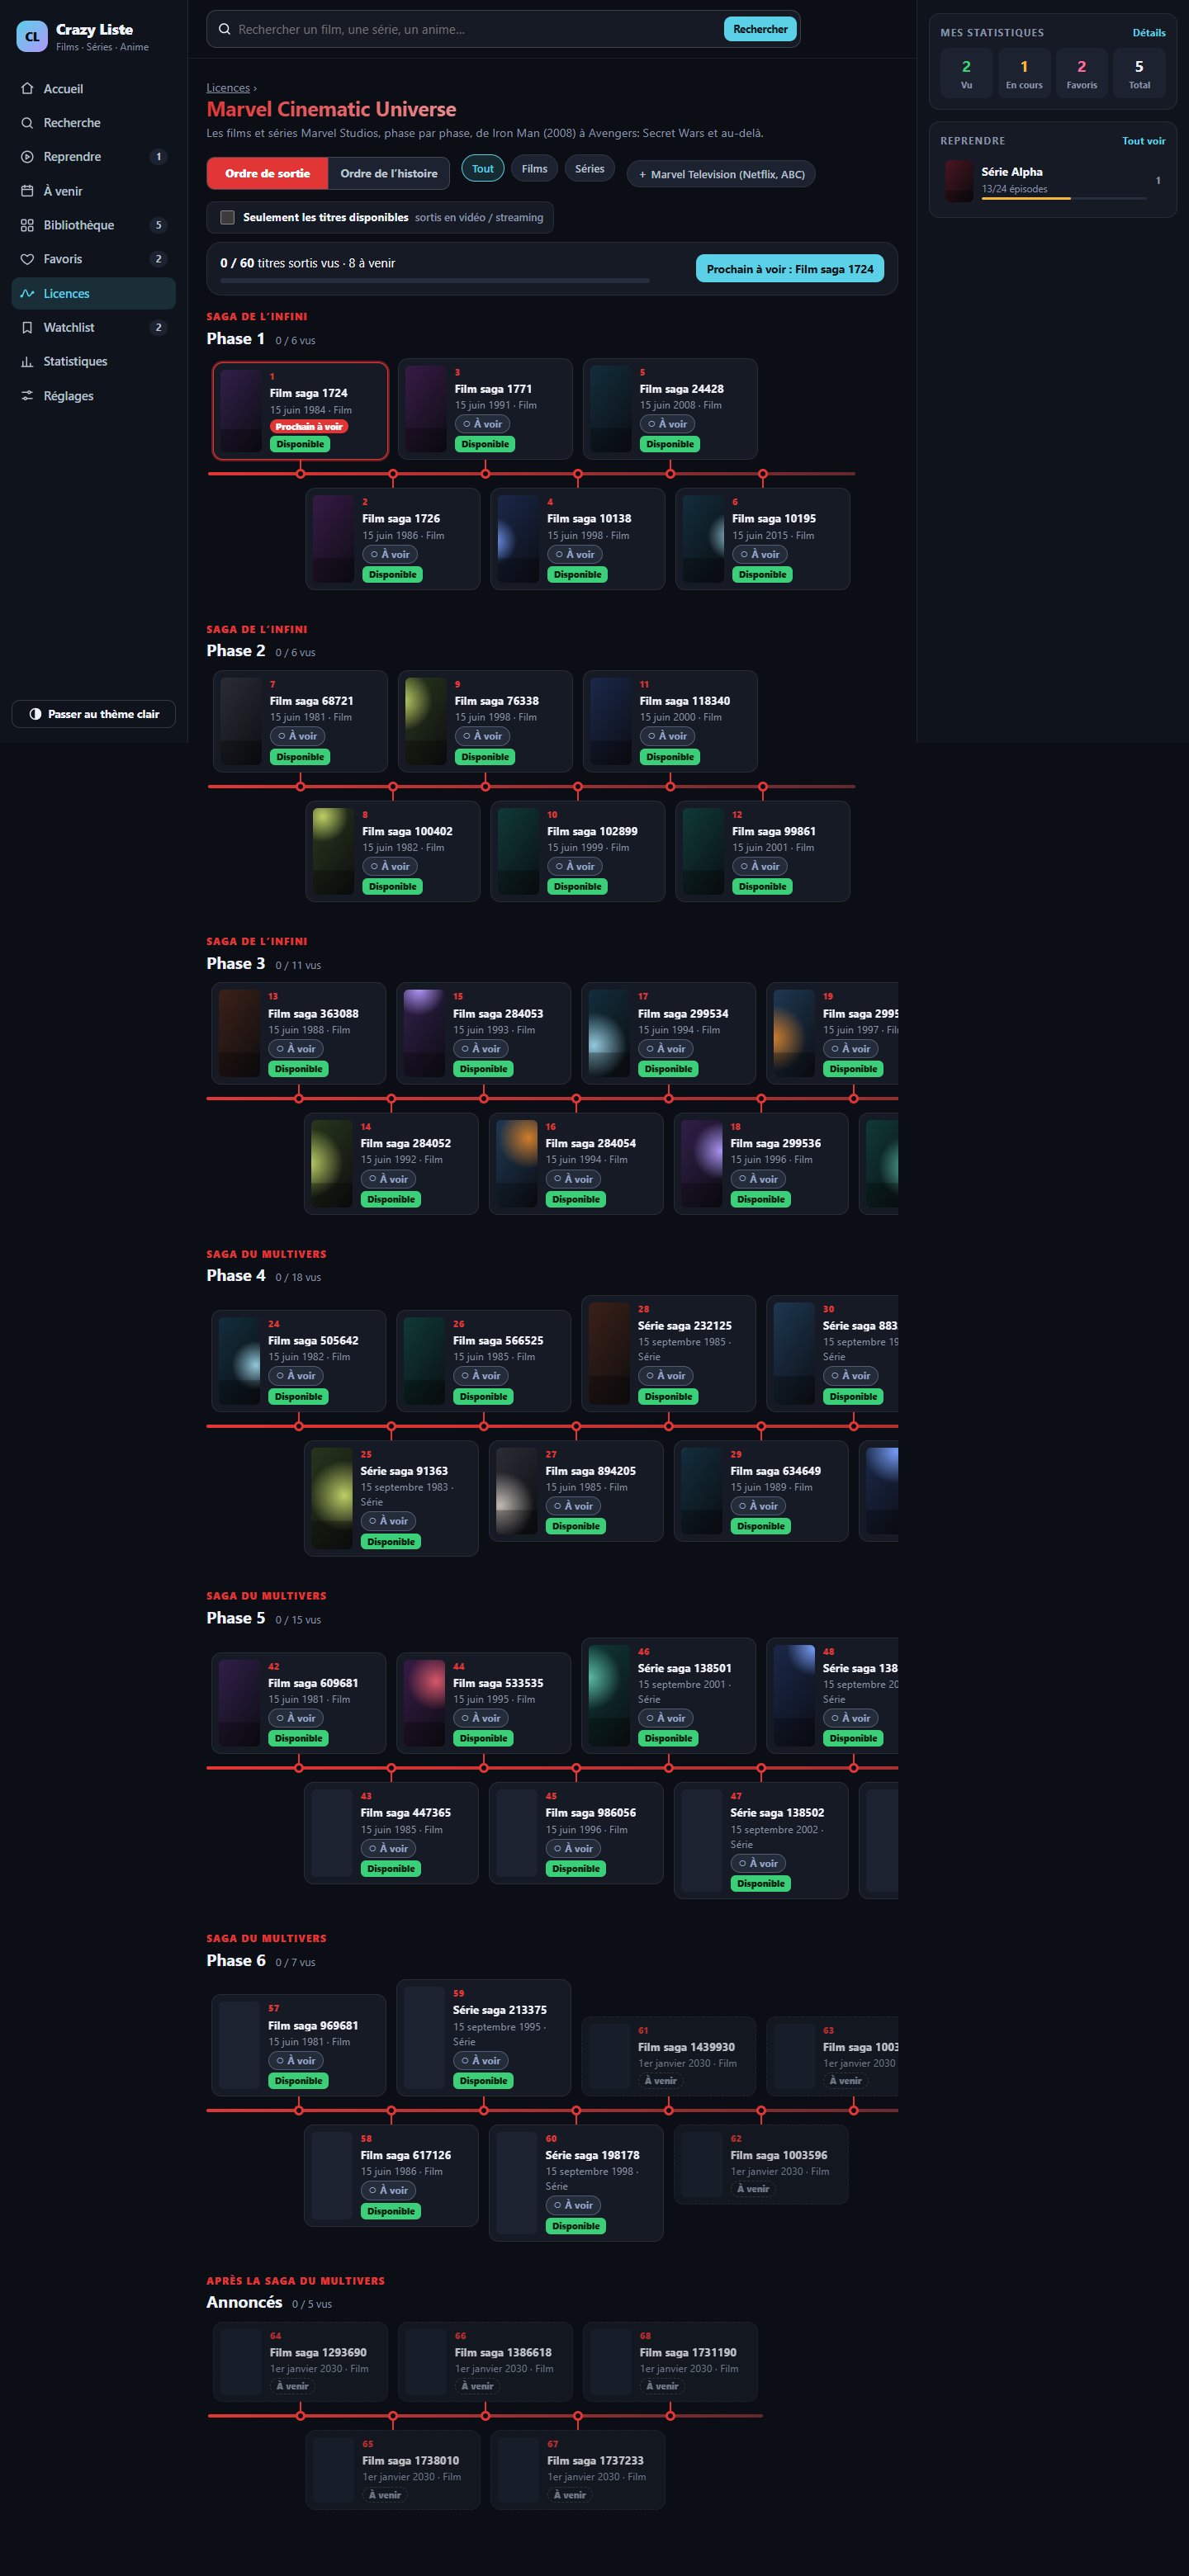 CL
Crazy Liste
Films · Séries · Anime
Accueil
Recherche
Reprendre 1
À venir
Bibliothèque 5
Favoris 2
Licences
Watchlist 2
Statistiques
Réglages
Passer au thème clair
Rechercher un film, une série, un anime...
Rechercher
Licences ›
Marvel Cinematic Universe
Les films et séries Marvel Studios, phase par phase, de Iron Man (2008) à Avengers: Secret Wars et au-delà.
Ordre de sortie
Ordre de l'histoire
Tout
Films
Séries
+ Marvel Television (Netflix, ABC)
Seulement les titres disponibles sortis en vidéo / streaming
0 / 60 titres sortis vus · 8 à venir
Prochain à voir : Film saga 1724
SAGA DE L'INFINI
Phase 1 0 / 6 vus
1
Film saga 1724
15 juin 1984 · Film
Prochain à voir
Disponible
3
Film saga 1771
15 juin 1991 · Film
À voir
Disponible
5
Film saga 24428
15 juin 2008 · Film
À voir
Disponible
2
Film saga 1726
15 juin 1986 · Film
À voir
Disponible
4
Film saga 10138
15 juin 1998 · Film
À voir
Disponible
6
Film saga 10195
15 juin 2015 · Film
À voir
Disponible
SAGA DE L'INFINI
Phase 2 0 / 6 vus
7
Film saga 68721
15 juin 1981 · Film
À voir
Disponible
9
Film saga 76338
15 juin 1998 · Film
À voir
Disponible
11
Film saga 118340
15 juin 2000 · Film
À voir
Disponible
8
Film saga 100402
15 juin 1982 · Film
À voir
Disponible
10
Film saga 102899
15 juin 1999 · Film
À voir
Disponible
12
Film saga 99861
15 juin 2001 · Film
À voir
Disponible
SAGA DE L'INFINI
Phase 3 0 / 11 vus
13
Film saga 363088
15 juin 1988 · Film
À voir
Disponible
15
Film saga 284053
15 juin 1993 · Film
À voir
Disponible
17
Film saga 299534
15 juin 1994 · Film
À voir
Disponible
19
Film saga 2995
15 juin 1997 ·
À voir
Disponible
14
Film saga 284052
15 juin 1992 · Film
À voir
Disponible
16
Film saga 284054
15 juin 1994 · Film
À voir
Disponible
18
Film saga 299536
15 juin 1996 · Film
À voir
Disponible
SAGA DU MULTIVERS
Phase 4 0 / 18 vus
24
Film saga 505642
15 juin 1982 · Film
À voir
Disponible
26
Film saga 566525
15 juin 1985 · Film
À voir
Disponible
28
Série saga 232125
15 septembre 1985 ·
Série
À voir
Disponible
30
Série saga 883
15 septembre 19
Série
À voir
Disponible
25
Série saga 91363
15 septembre 1983 ·
Série
À voir
Disponible
27
Film saga 894205
15 juin 1985 · Film
À voir
Disponible
29
Film saga 634649
15 juin 1989 · Film
À voir
Disponible
SAGA DU MULTIVERS
Phase 5 0 / 15 vus
42
Film saga 609681
15 juin 1981 · Film
À voir
Disponible
44
Film saga 533535
15 juin 1995 · Film
À voir
Disponible
46
Série saga 138501
15 septembre 2001 ·
Série
À voir
Disponible
48
Série saga 138
15 septembre 20
Série
À voir
Disponible
43
Film saga 447365
15 juin 1985 · Film
À voir
Disponible
45
Film saga 986056
15 juin 1996 · Film
À voir
Disponible
47
Série saga 138502
15 septembre 2002 ·
Série
À voir
Disponible
SAGA DU MULTIVERS
Phase 6 0 / 7 vus
57
Film saga 969681
15 juin 1981 · Film
À voir
Disponible
59
Série saga 213375
15 septembre 1995 ·
Série
À voir
Disponible
61
Film saga 1439930
1er janvier 2030 · Film
À venir
63
Film saga 1003
1er janvier 2030
À venir
58
Film saga 617126
15 juin 1986 · Film
À voir
Disponible
60
Série saga 198178
15 septembre 1998 ·
Série
À voir
Disponible
62
Film saga 1003596
1er janvier 2030 · Film
À venir
APRÈS LA SAGA DU MULTIVERS
Annoncés 0 / 5 vus
64
Film saga 1293690
1er janvier 2030 · Film
À venir
66
Film saga 1386618
1er janvier 2030 · Film
À venir
68
Film saga 1731190
1er janvier 2030 · Film
À venir
65
Film saga 1738010
1er janvier 2030 · Film
À venir
67
Film saga 1737233
1er janvier 2030 · Film
À venir
MES STATISTIQUES Détails
2
Vu
1
En cours
2
Favoris
5
Total
REPRENDRE Tout voir
Série Alpha
13/24 épisodes
1